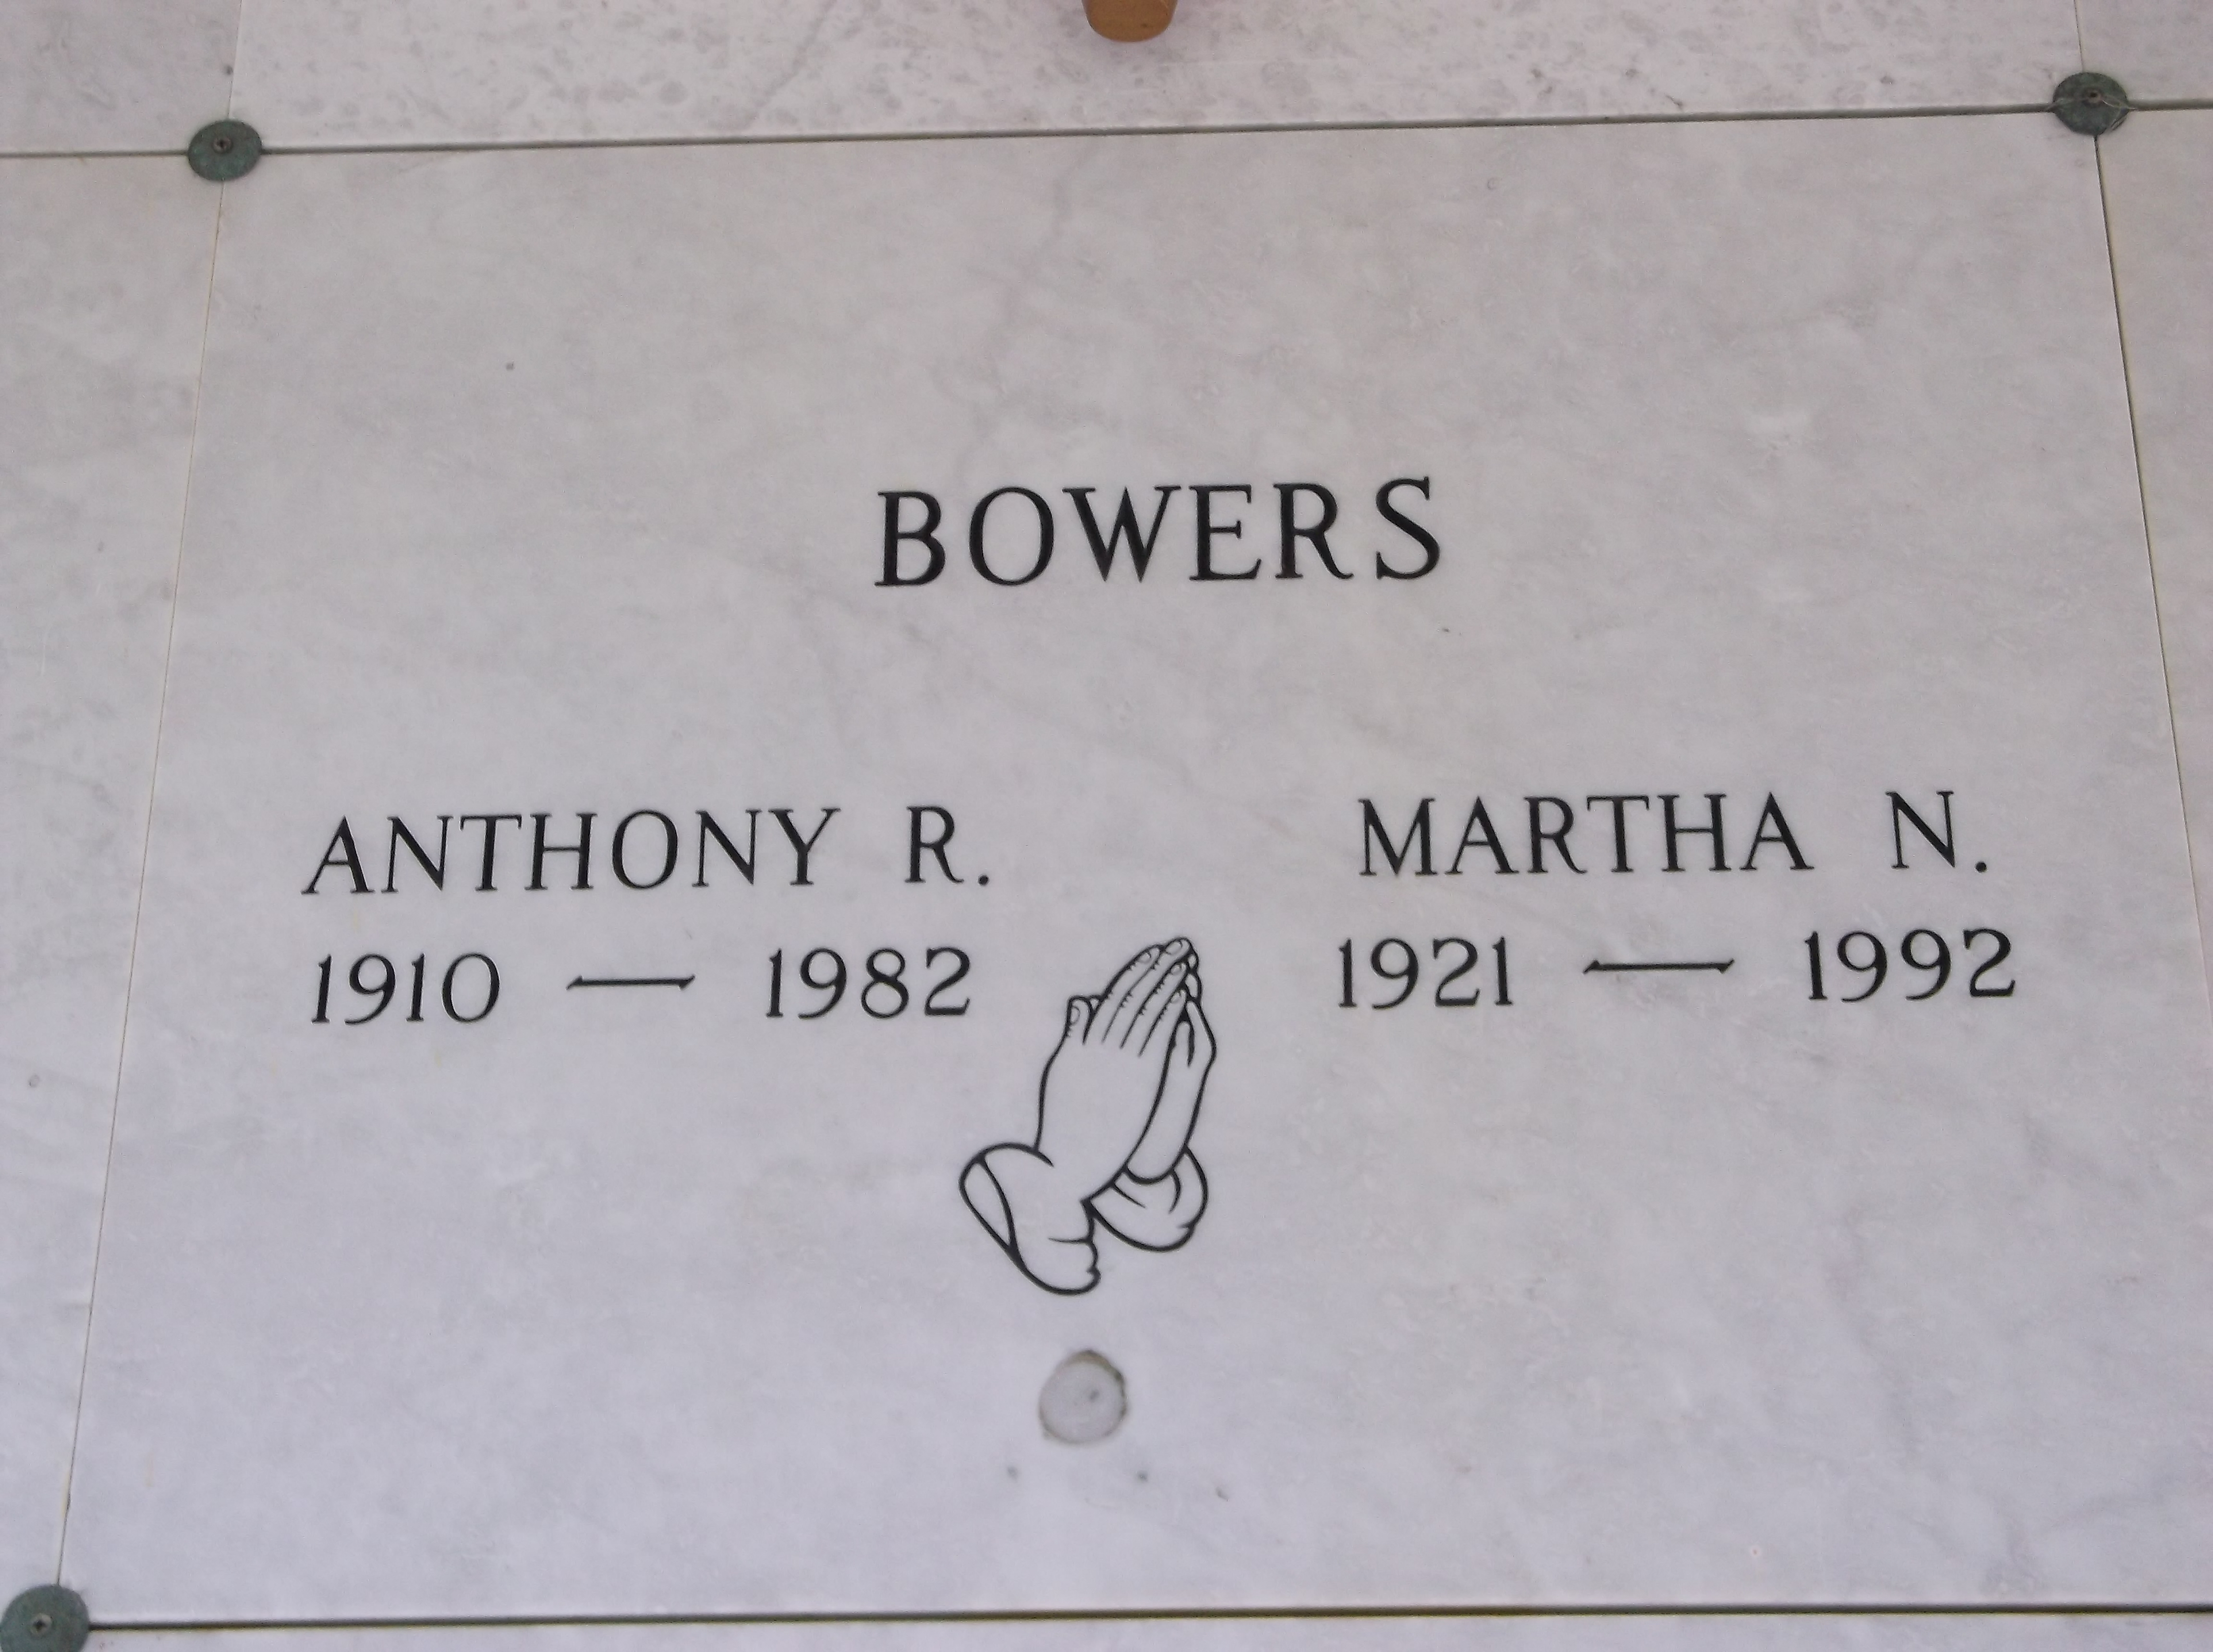 BOWERS
ANTHONY R. MARTHA N.
1910 — 1982 1921 — 1992